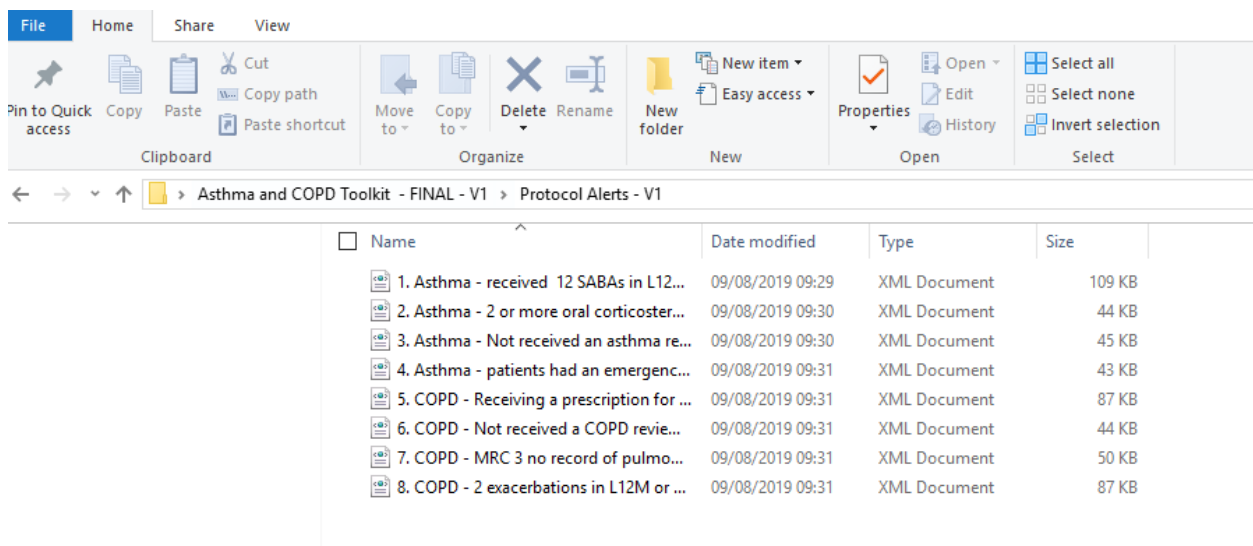 File Home Share View
Pin to Quick access
Copy
Paste
Cut
Copy path
Paste shortcut
Clipboard
Move to
Copy to
Delete
Rename
Organize
New folder
New item
Easy access
New
Properties
Open
Edit
History
Open
Select all
Select none
Invert selection
Select
Asthma and COPD Toolkit - FINAL - V1 > Protocol Alerts - V1
Name Date modified Type Size
1. Asthma - received 12 SABAs in L12... 09/08/2019 09:29 XML Document 109 KB
2. Asthma - 2 or more oral corticoster... 09/08/2019 09:30 XML Document 44 KB
3. Asthma - Not received an asthma re... 09/08/2019 09:30 XML Document 45 KB
4. Asthma - patients had an emergenc... 09/08/2019 09:31 XML Document 43 KB
5. COPD - Receiving a prescription for ... 09/08/2019 09:31 XML Document 87 KB
6. COPD - Not received a COPD revie... 09/08/2019 09:31 XML Document 44 KB
7. COPD - MRC 3 no record of pulmo... 09/08/2019 09:31 XML Document 50 KB
8. COPD - 2 exacerbations in L12M or ... 09/08/2019 09:31 XML Document 87 KB